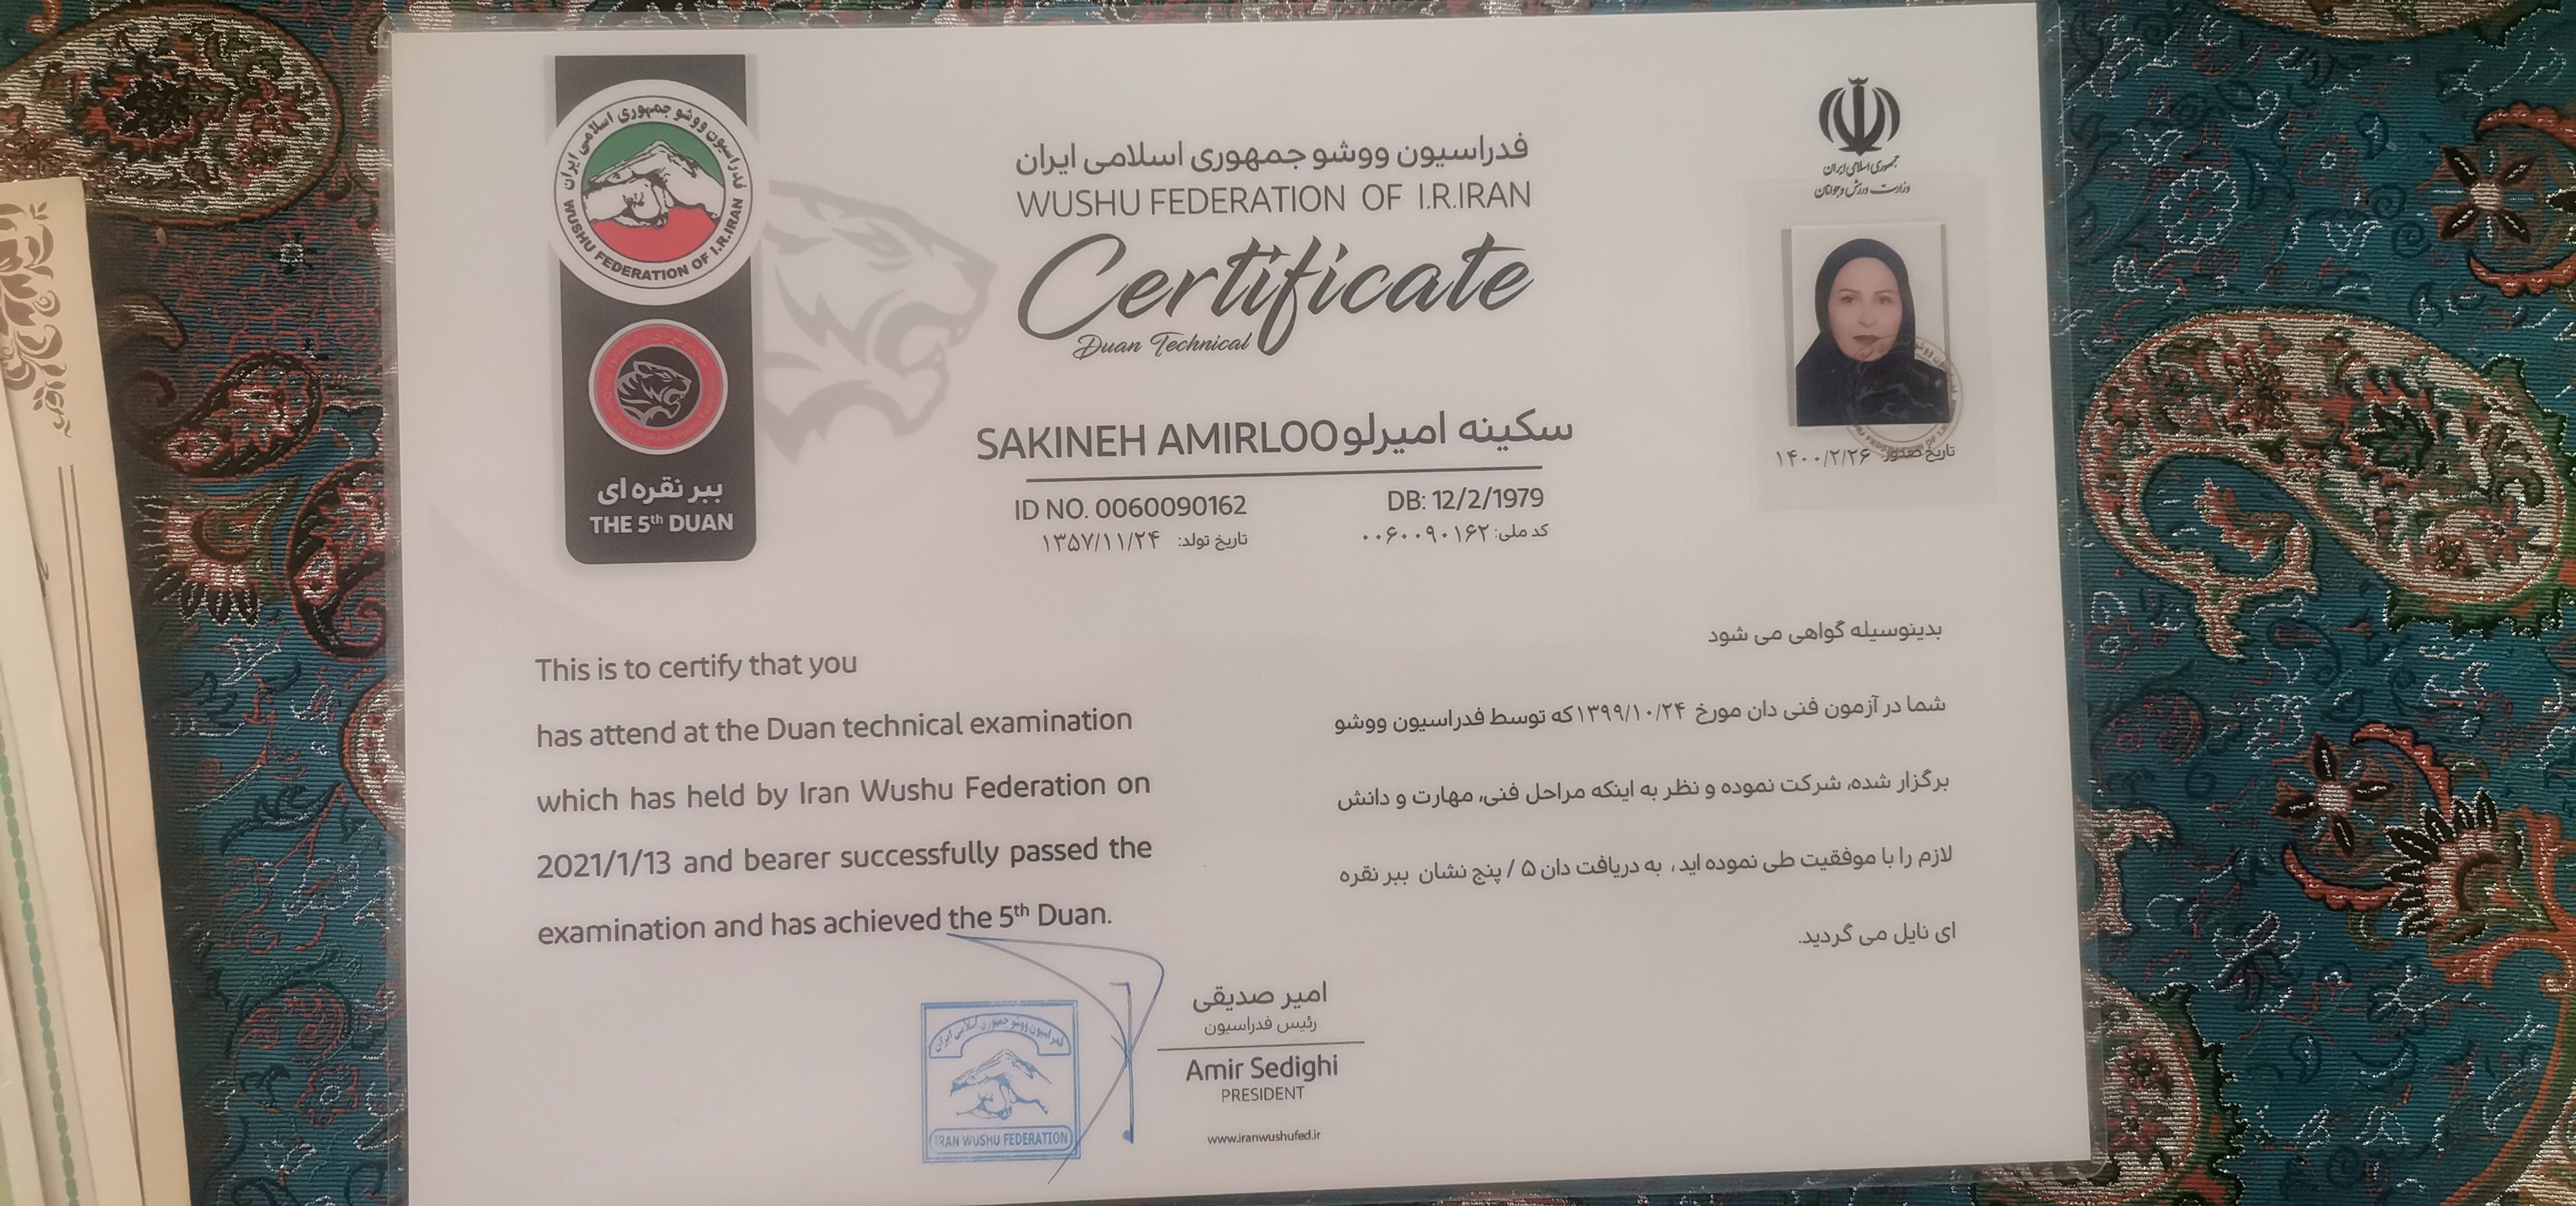 فدراسیون ووشو جمهوری اسلامی ایران
WUSHU FEDERATION OF I.R.IRAN
ببر نقره ای
THE 5th DUAN
فدراسیون ووشو جمهوری اسلامی ایران
WUSHU FEDERATION OF I.R.IRAN
Certificate
Duan Technical
جمهوری اسلامی ایران
وزارت ورزش و جوانان
تاریخ صدور: ۱۴۰۰/۲/۲۶
SAKINEH AMIRLOO سکینه امیرلو
ID NO. 0060090162 DB: 12/2/1979
تاریخ تولد: ۱۳۵۷/۱۱/۲۴ کد ملی: ۰۰۶۰۰۹۰۱۶۲
This is to certify that you
has attend at the Duan technical examination
which has held by Iran Wushu Federation on
2021/1/13 and bearer successfully passed the
examination and has achieved the 5th Duan.
بدینوسیله گواهی می شود
شما در آزمون فنی دان مورخ ۱۳۹۹/۱۰/۲۴ که توسط فدراسیون ووشو
برگزار شده، شرکت نموده و نظر به اینکه مراحل فنی، مهارت و دانش
لازم را با موفقیت طی نموده اید، به دریافت دان ۵ / پنج نشان ببر نقره
ای نایل می گردید.
امیر صدیقی
رئیس فدراسیون
Amir Sedighi
PRESIDENT
www.iranwushufed.ir
فدراسیون ووشو جمهوری اسلامی ایران
IRAN WUSHU FEDERATION